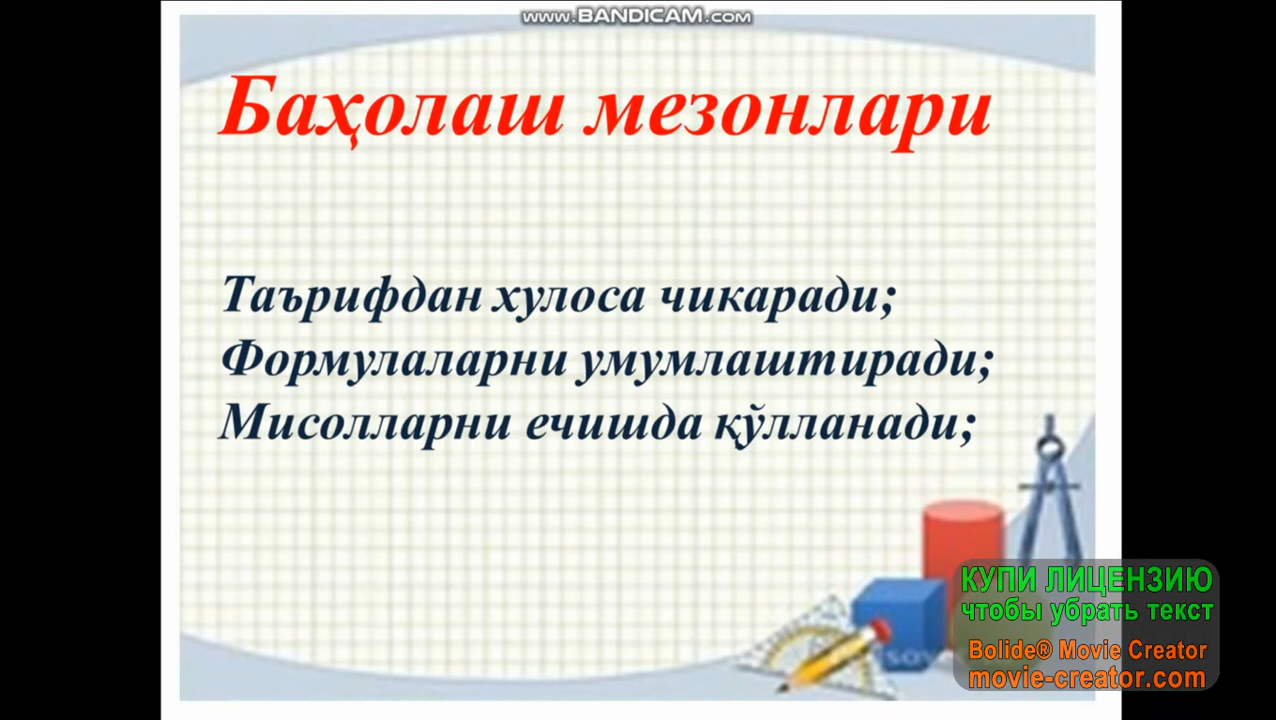 www.BANDICAM.com
Баҳолаш мезонлари
Таърифдан хулоса чикаради;
Формулаларни умумлаштиради;
Мисолларни ечишда қўлланади;
КУПИ ЛИЦЕНЗИЮ
чтобы убрать текст
Bolide® Movie Creator
movie-creator.com